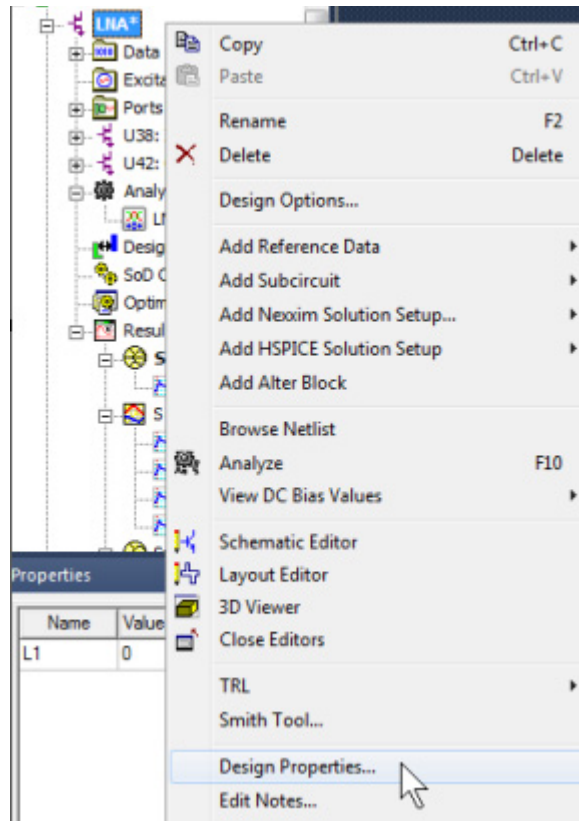 LNA*
Data
Excita
Ports
U38:
U42:
Analy
Desig
SoD
Optim
Resul
S
S
Copy Ctrl+C
Paste Ctrl+V
Rename F2
Delete Delete
Design Options...
Add Reference Data
Add Subcircuit
Add Nexxim Solution Setup...
Add HSPICE Solution Setup
Add Alter Block
Browse Netlist
Analyze F10
View DC Bias Values
Schematic Editor
Layout Editor
3D Viewer
Close Editors
TRL
Smith Tool...
Design Properties...
Edit Notes...
Properties
Name Value
L1 0